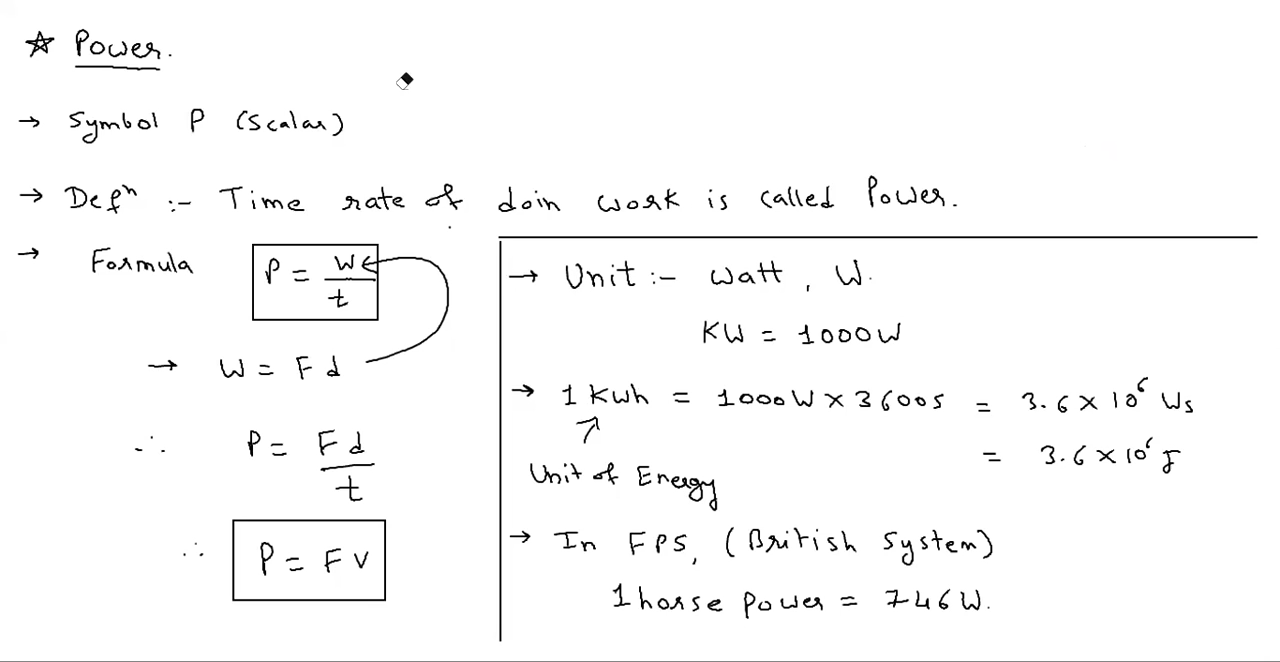 ☆ Power.
→ Symbol P (Scalar)
→ Defⁿ :- Time rate of doin work is called Power.
→ Formula P = W/t
→ W = Fd
∴ P = Fd/t
∴ P = FV
→ Unit :- Watt, W.
KW = 1000W
→ 1 Kwh = 1000W × 3600s = 3.6 × 10⁶ Ws
= 3.6 × 10⁶ J
Unit of Energy
→ In FPS, (British System)
1 horse power = 746 W.